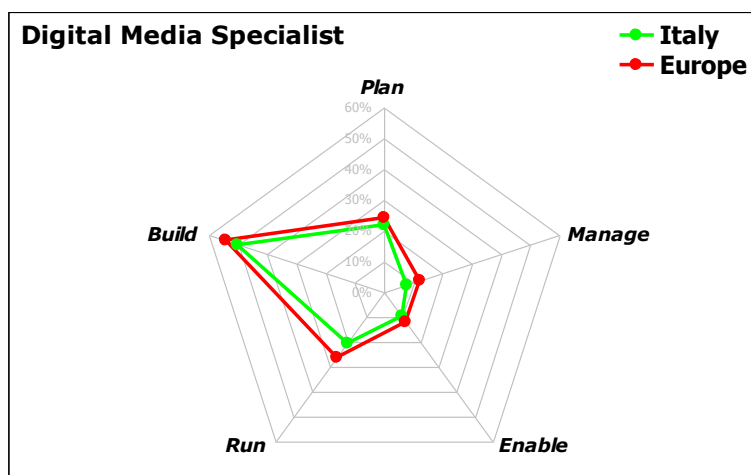 Digital Media Specialist
Italy
Europe
Plan
60%
50%
40%
30%
20%
10%
0%
Build
Manage
Run
Enable